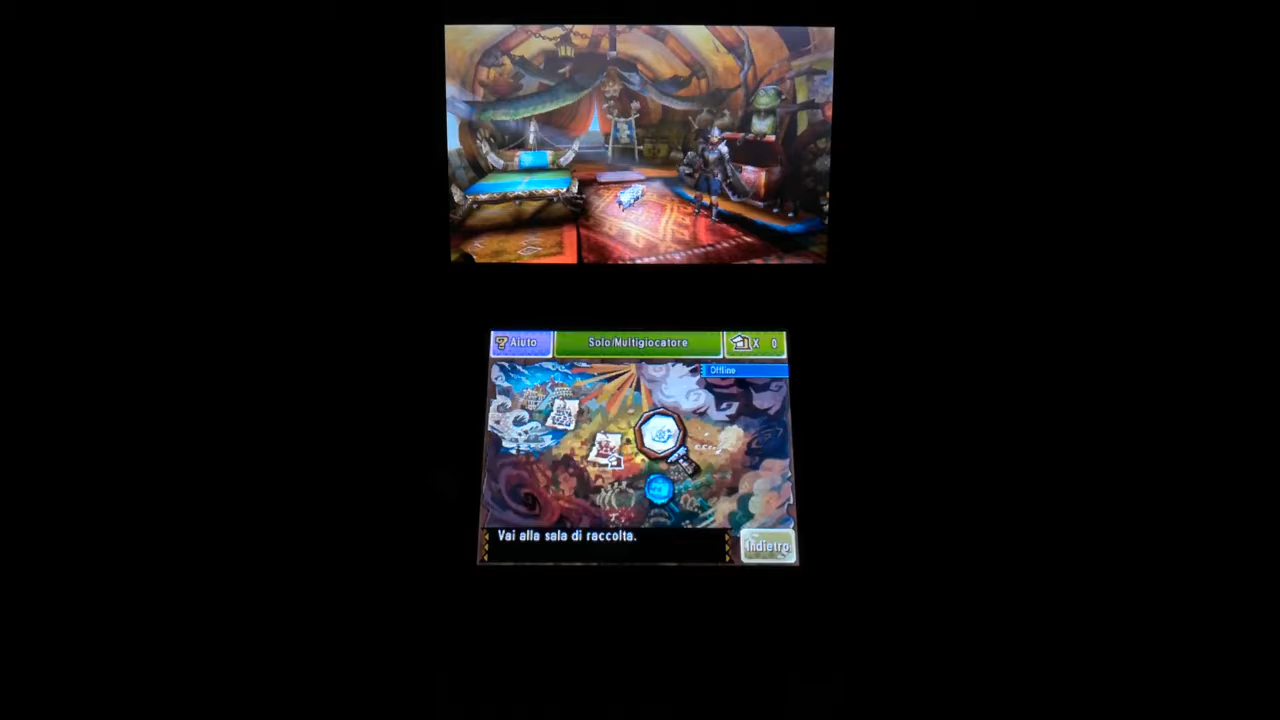 ? Aiuto
Solo/Multigiocatore
X 0
Offline
Vai alla sala di raccolta.
Indietro